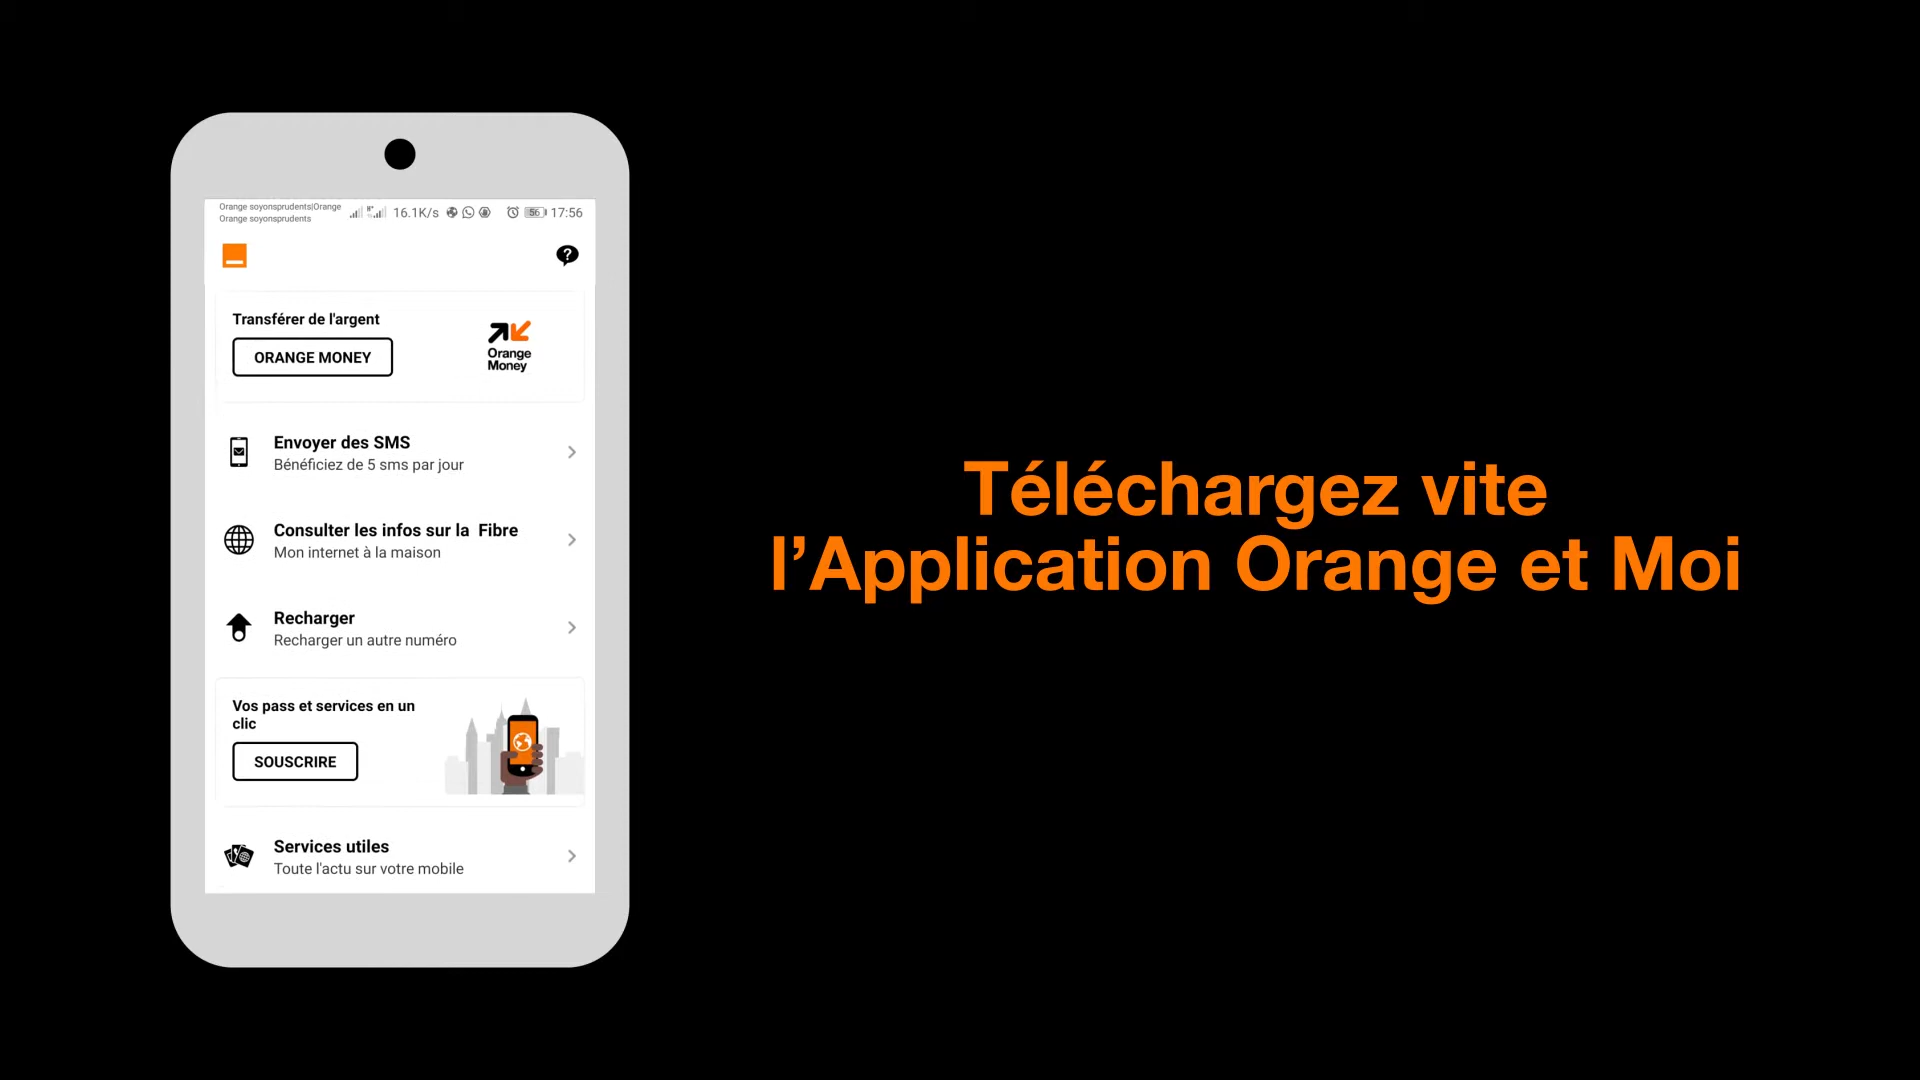 Orange soyonsprudents|Orange
Orange soyonsprudents
16.1K/s
56
17:56
Transférer de l'argent
ORANGE MONEY
Orange
Money
Envoyer des SMS
Bénéficiez de 5 sms par jour
Consulter les infos sur la  Fibre
Mon internet à la maison
Recharger
Recharger un autre numéro
Vos pass et services en un
clic
SOUSCRIRE
Services utiles
Toute l'actu sur votre mobile
Téléchargez vite
l’Application Orange et Moi